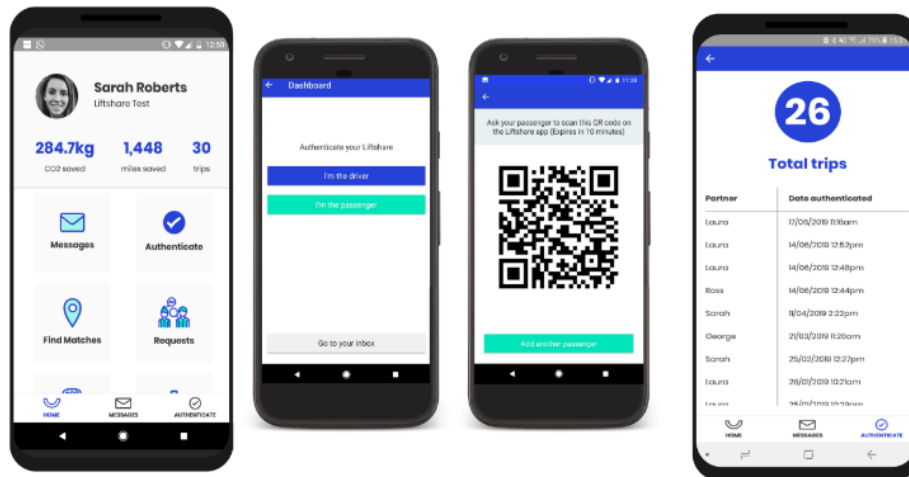 12:50
Sarah Roberts
Liftshare Test
284.7kg
1,448
30
CO2 saved
miles saved
trips
Messages
Authenticate
Find Matches
Requests
HOME
MESSAGES
AUTHENTICATE
Dashboard
Authenticate your Liftshare
I'm the driver
I'm the passenger
Go to your inbox
11:38
Ask your passenger to scan this QR code on
the Liftshare app (Expires in 10 minutes)
Add another passenger
26
Total trips
Partner Date authenticated
Laura 17/06/2019 11:16am
Laura 14/06/2019 12:52pm
Laura 14/06/2019 12:48pm
Ross 14/06/2019 12:44pm
Sarah 11/04/2019 2:22pm
George 21/03/2019 11:26am
Sarah 25/02/2019 12:27pm
Laura 28/01/2019 10:21am
HOME
MESSAGES
AUTHENTICATE